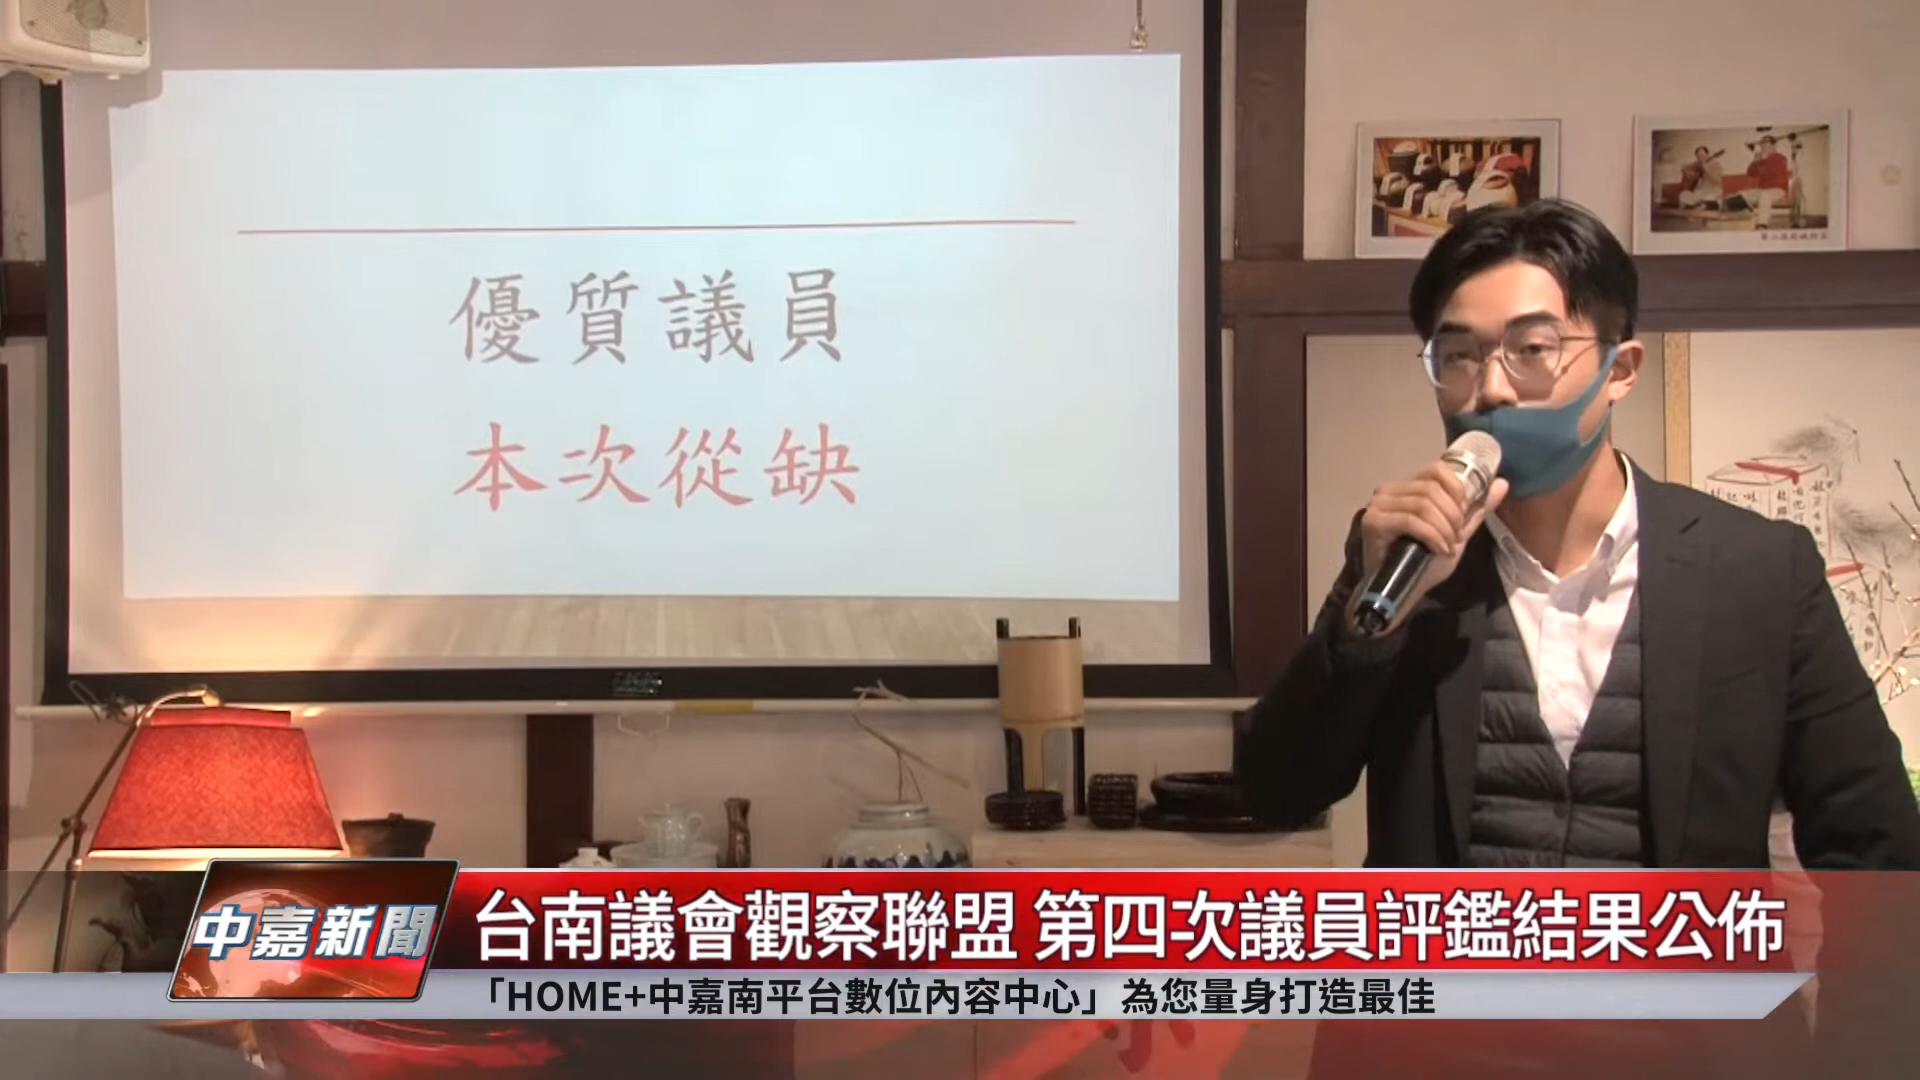 優質議員
本次從缺
中嘉新聞
台南議會觀察聯盟 第四次議員評鑑結果公佈
「HOME+中嘉南平台數位內容中心」為您量身打造最佳